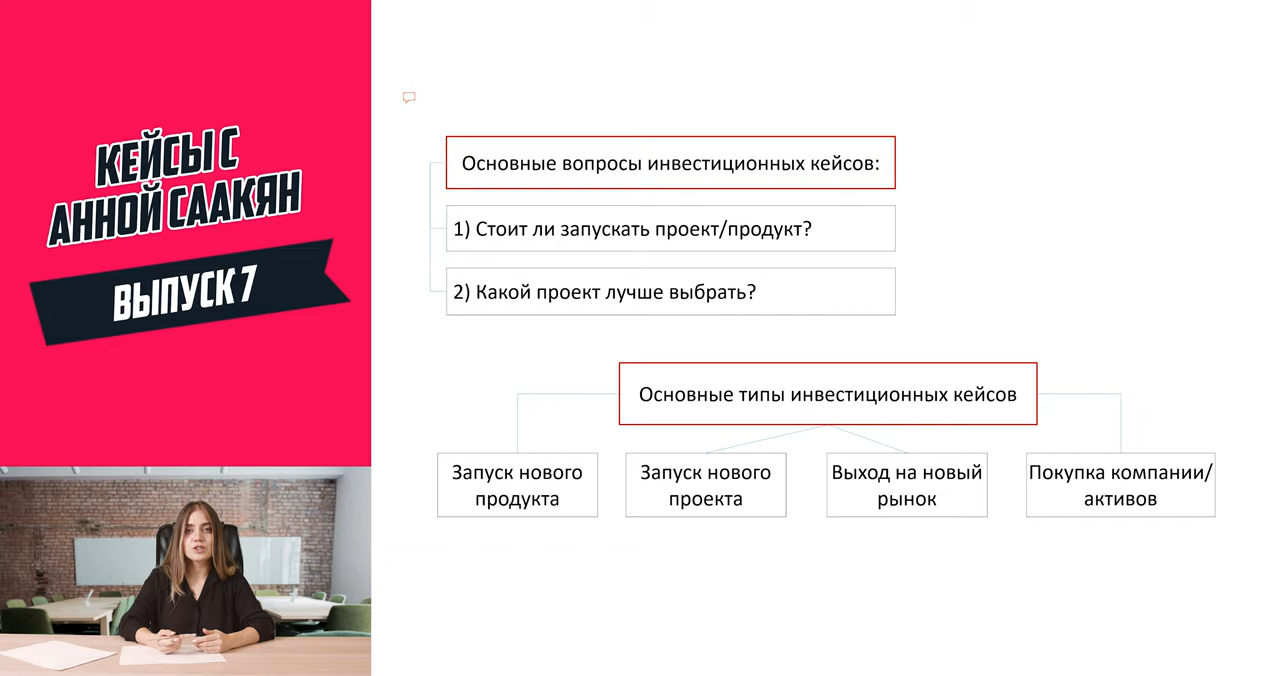 КЕЙСЫ С
АННОЙ СААКЯН
ВЫПУСК 7
Основные вопросы инвестиционных кейсов:
1) Стоит ли запускать проект/продукт?
2) Какой проект лучше выбрать?
Основные типы инвестиционных кейсов
Запуск нового
продукта
Запуск нового
проекта
Выход на новый
рынок
Покупка компании/
активов